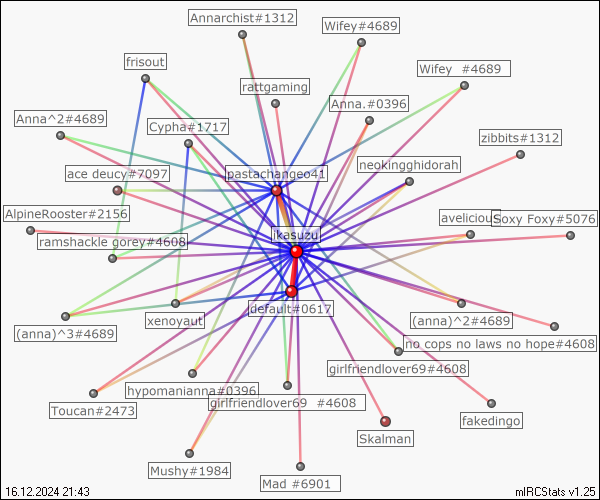 Annarchist#1312
Wifey#4689
frisout
Wifey  #4689
rattgaming
Anna.#0396
Anna^2#4689
Cypha#1717
zibbits#1312
neokingghidorah
ace deucy#7097
pastachangeo41
AlpineRooster#2156
avelicious
Soxy Foxy#5076
ramshackle gorey#4608
ikasuzu
default#0617
xenoyaut
(anna)^2#4689
(anna)^3#4689
no cops no laws no hope#4608
girlfriendlover69#4608
hypomanianna#0396
girlfriendlover69  #4608
Toucan#2473
fakedingo
Skalman
Mushy#1984
Mad #6901
16.12.2024 21:43
mIRCStats v1.25